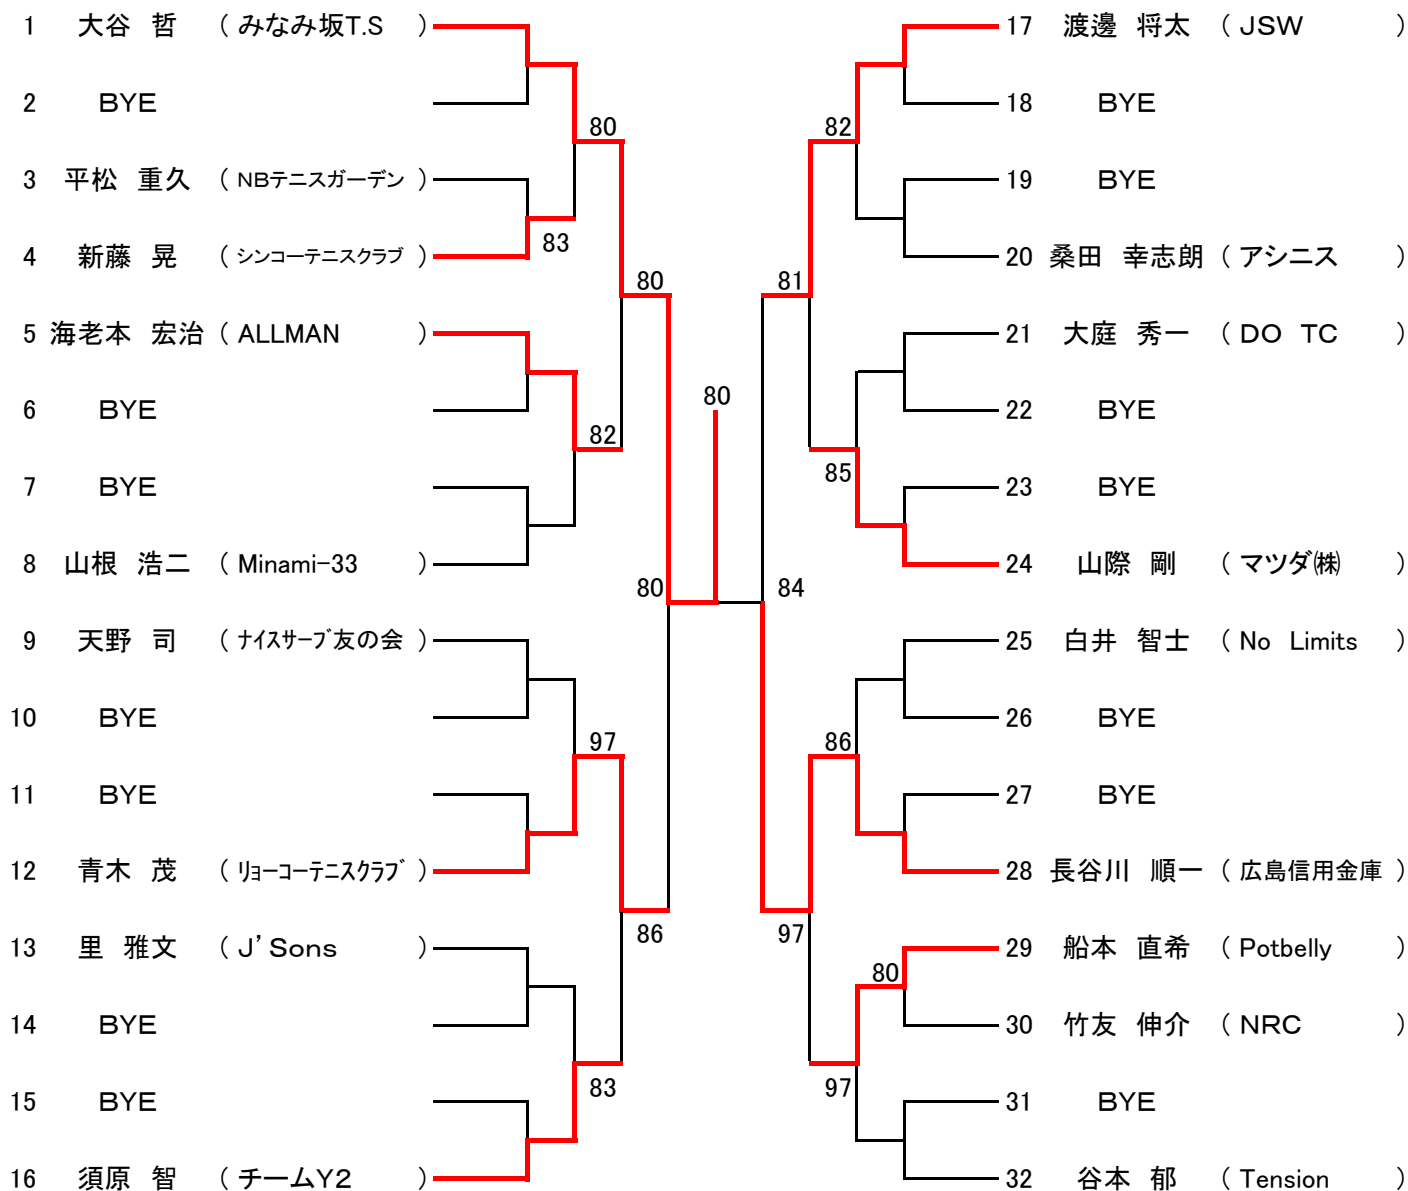 1 大谷 哲 ( みなみ坂T.S )
2 BYE
3 平松 重久 ( NBテニスガーデン )
4 新藤 晃 ( シンコーテニスクラブ )
5 海老本 宏治 ( ALLMAN )
6 BYE
7 BYE
8 山根 浩二 ( Minami-33 )
9 天野 司 ( ナイスサーブ友の会 )
10 BYE
11 BYE
12 青木 茂 ( リョーコーテニスクラブ )
13 里 雅文 ( J'Sons )
14 BYE
15 BYE
16 須原 智 ( チームY2 )
80
83
80
82
80
97
86
83
80
82
81
85
84
86
97
80
97
17 渡邊 将太 ( JSW )
18 BYE
19 BYE
20 桑田 幸志朗 ( アシニス )
21 大庭 秀一 ( DO TC )
22 BYE
23 BYE
24 山際 剛 ( マツダ㈱ )
25 白井 智士 ( No Limits )
26 BYE
27 BYE
28 長谷川 順一 ( 広島信用金庫 )
29 船本 直希 ( Potbelly )
30 竹友 伸介 ( NRC )
31 BYE
32 谷本 郁 ( Tension )